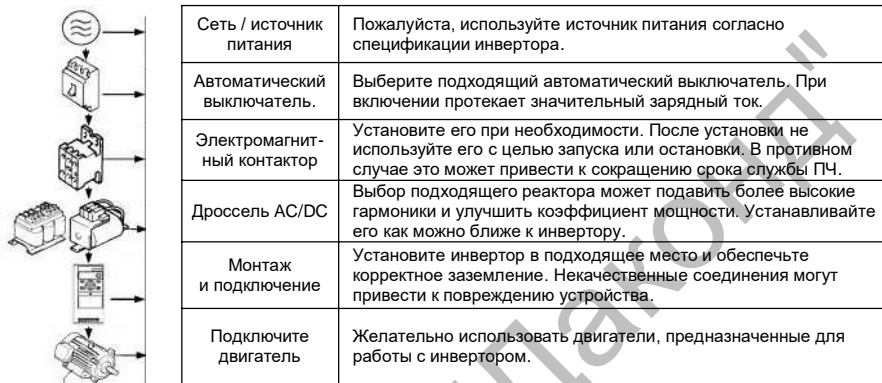 Сеть / источник
питания
Пожалуйста, используйте источник питания согласно
спецификации инвертора.
Автоматический
выключатель.
Выберите подходящий автоматический выключатель. При
включении протекает значительный зарядный ток.
Электромагнит-
ный контактор
Установите его при необходимости. После установки не
используйте его с целью запуска или остановки. В противном
случае это может привести к сокращению срока службы ПЧ.
Дроссель AC/DC
Выбор подходящего реактора может подавить более высокие
гармоники и улучшить коэффициент мощности. Устанавливайте
его как можно ближе к инвертору.
Монтаж
и подключение
Установите инвертор в подходящее место и обеспечьте
корректное заземление. Некачественные соединения могут
привести к повреждению устройства.
Подключите
двигатель
Желательно использовать двигатели, предназначенные для
работы с инвертором.
Даконд"